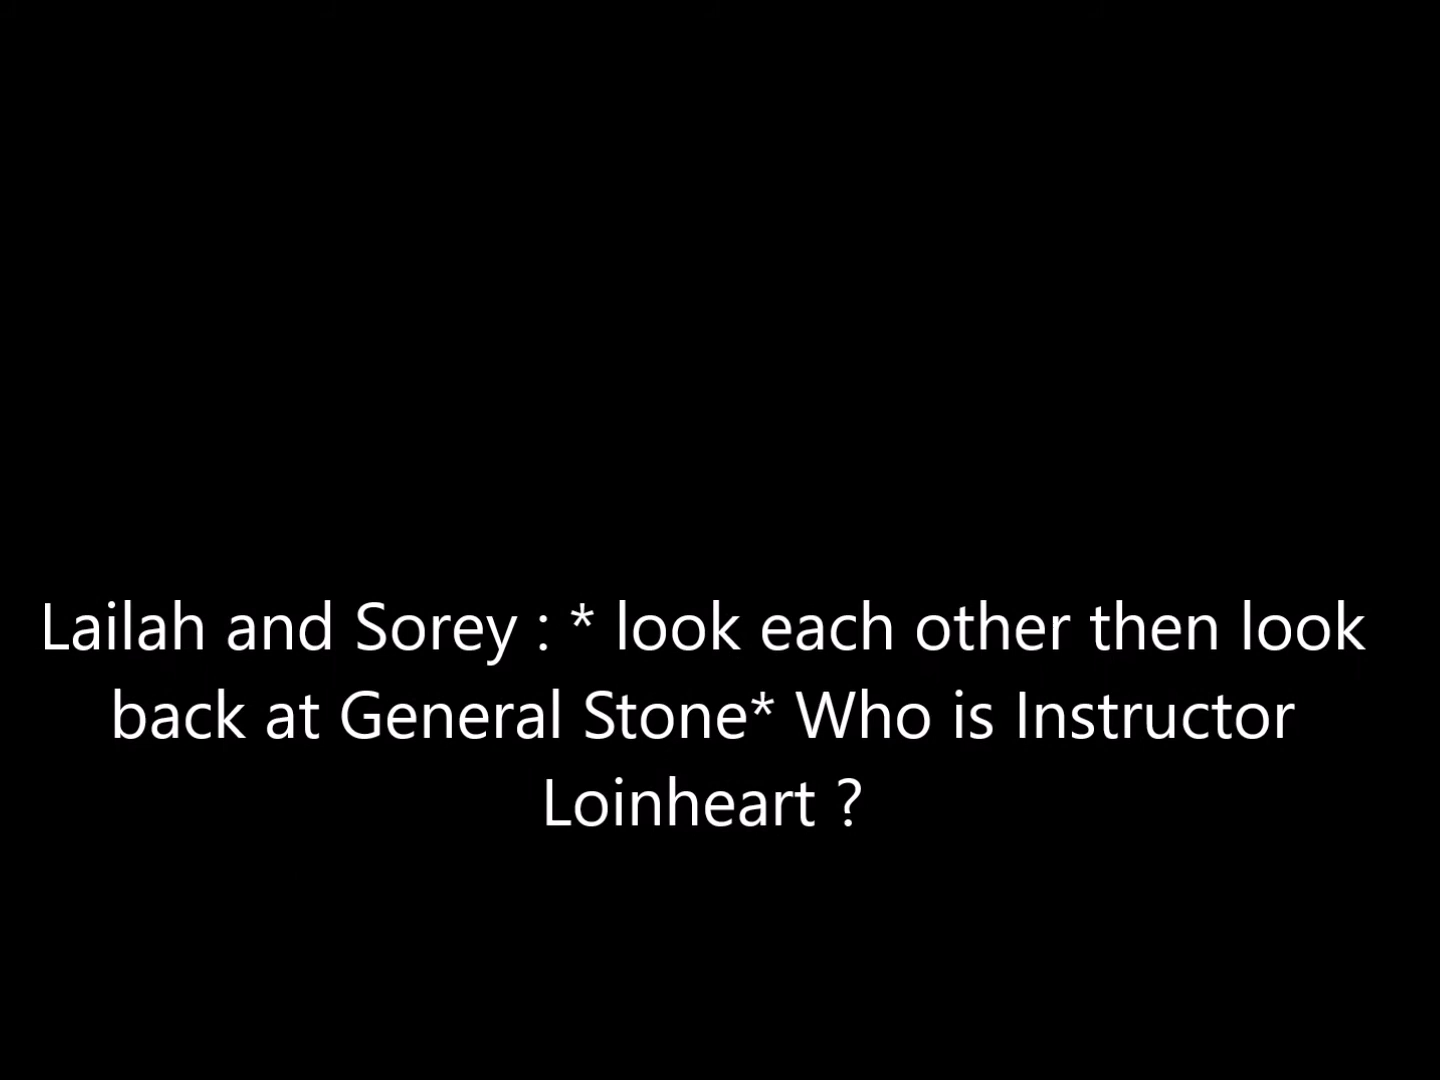 Lailah and Sorey : * look each other then look
back at General Stone* Who is Instructor
Loinheart ?